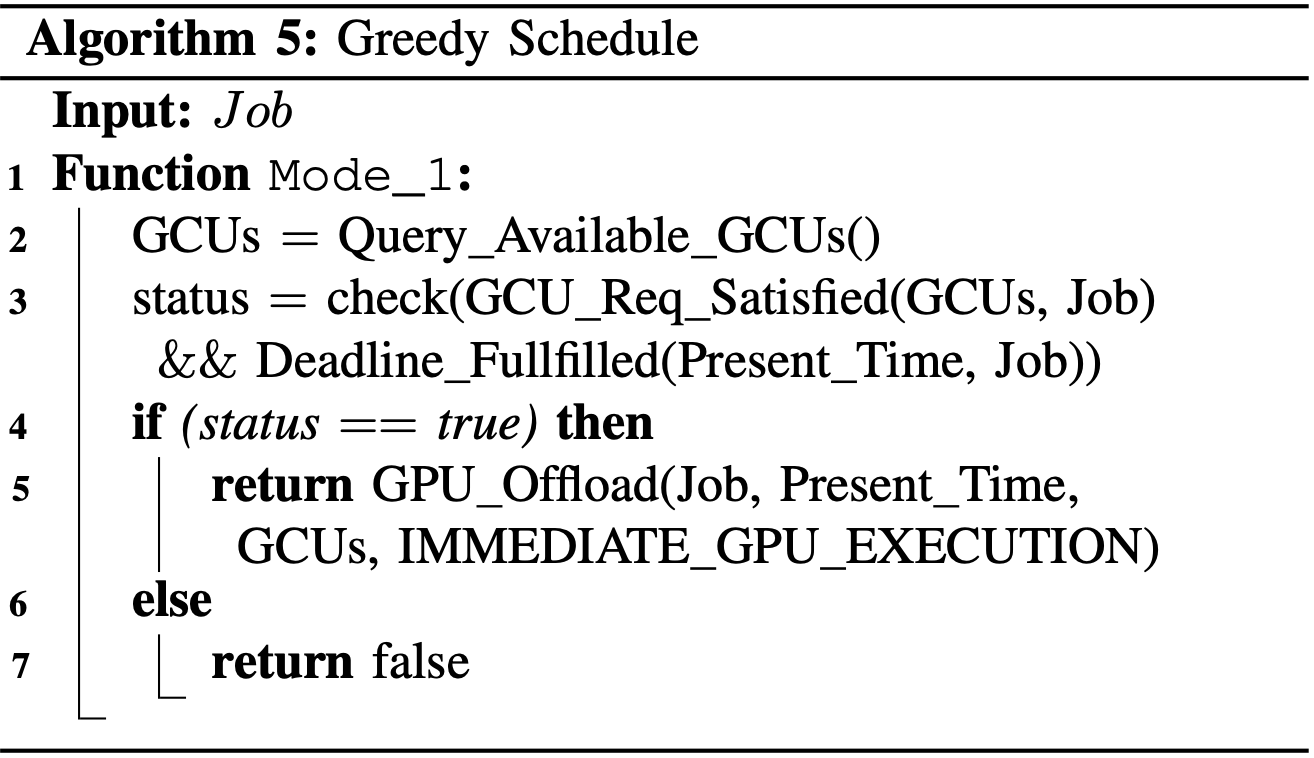 Algorithm 5: Greedy Schedule
Input: Job
1 Function Mode_1:
2 GCUs = Query_Available_GCUs()
3 status = check(GCU_Req_Satisfied(GCUs, Job)
&& Deadline_Fullfilled(Present_Time, Job))
4 if (status == true) then
5 return GPU_Offload(Job, Present_Time,
GCUs, IMMEDIATE_GPU_EXECUTION)
6 else
7 return false